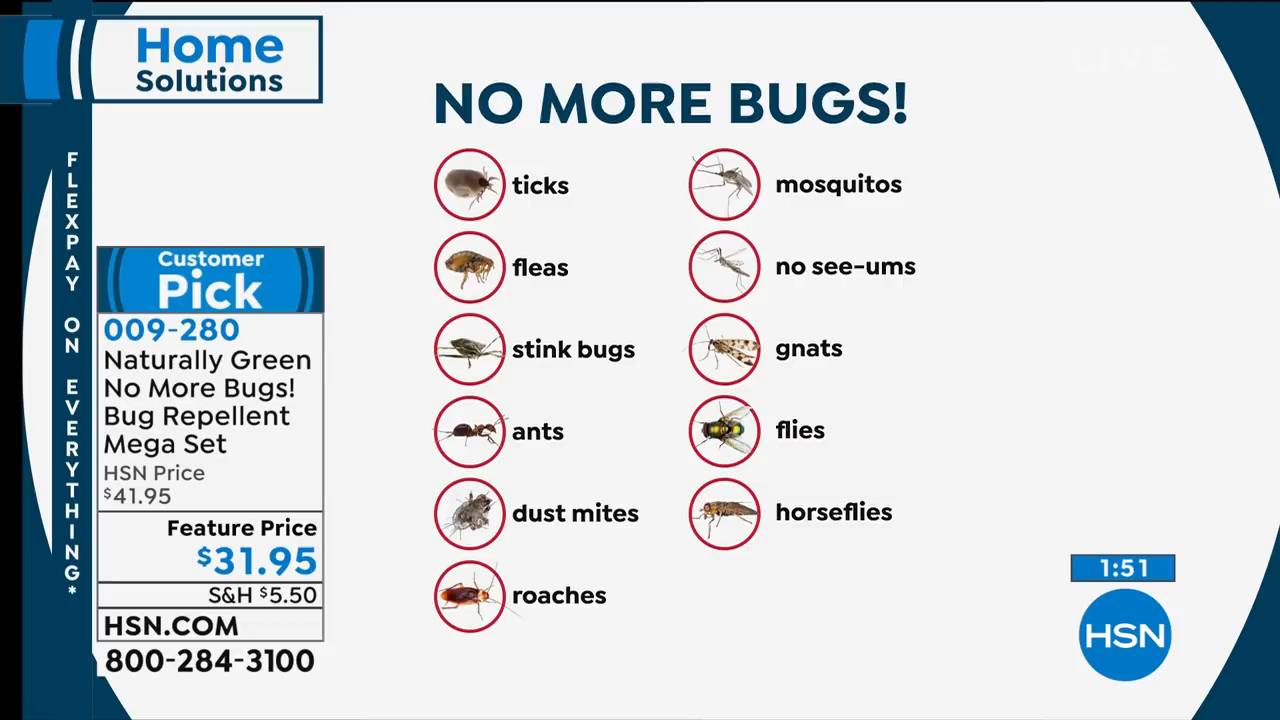 Home
Solutions
LIVE
NO MORE BUGS!
FLEXPAY ON EVERYTHING*
ticks
mosquitos
fleas
no see-ums
stink bugs
gnats
ants
flies
dust mites
horseflies
roaches
Customer
Pick
009-280
Naturally Green
No More Bugs!
Bug Repellent
Mega Set
HSN Price
$41.95
Feature Price
$31.95
S&H $5.50
HSN.COM
800-284-3100
1:51
HSN